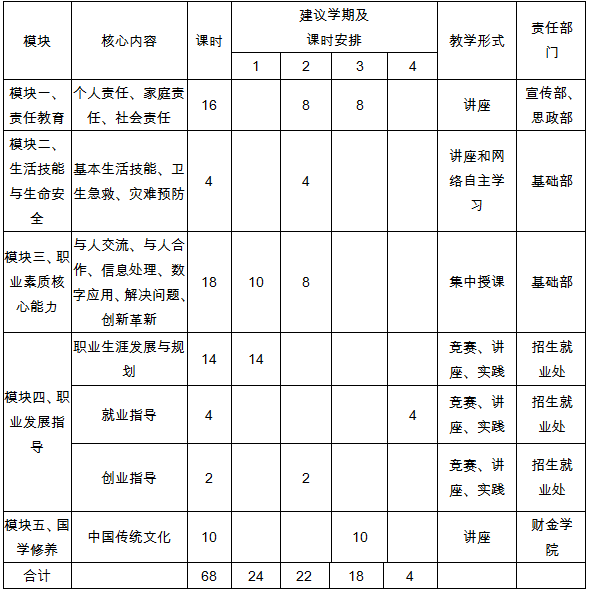 模块
核心内容
课时
建议学期及
课时安排
教学形式
责任部
门
1
2
3
4
模块一、
责任教育
个人责任、家庭责
任、社会责任
16
8
8
讲座
宣传部、
思政部
模块二、
生活技能
与生命安
全
基本生活技能、卫
生急救、灾难预防
4
4
讲座和网
络自主学
习
基础部
模块三、职
业素质核
心能力
与人交流、与人合
作、信息处理、数
字应用、解决问题、
创新革新
18
10
8
集中授课
基础部
模块四、职
业发展指
导
职业生涯发展与规
划
14
14
竞赛、讲
座、实践
招生就
业处
就业指导
4
4
竞赛、讲
座、实践
招生就
业处
创业指导
2
2
竞赛、讲
座、实践
招生就
业处
模块五、国
学修养
中国传统文化
10
10
讲座
财金学
院
合计
68
24
22
18
4